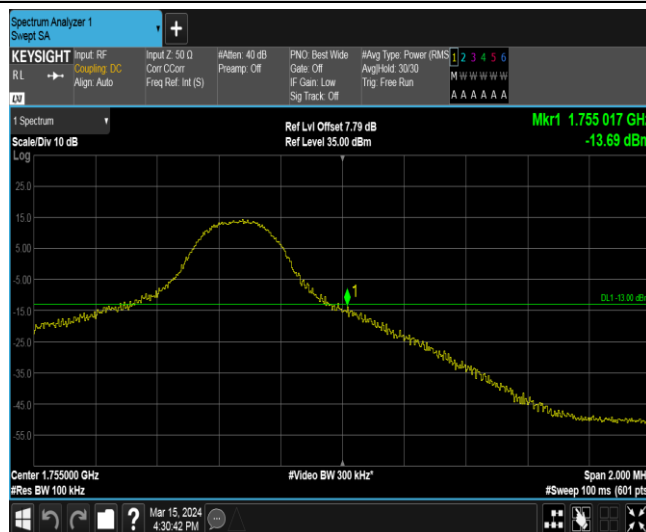 Spectrum Analyzer 1
Swept SA
+
KEYSIGHT
RL
LXI
Input: RF
Coupling: DC
Align: Auto
Input Z: 50 Ω
Corr CCorr
Freq Ref: Int (S)
#Atten: 40 dB
Preamp: Off
PNO: Best Wide
Gate: Off
IF Gain: Low
Sig Track: Off
#Avg Type: Power (RMS
Avg|Hold: 30/30
Trig: Free Run
1 2 3 4 5 6
M W W W W W
A A A A A A
1 Spectrum
Scale/Div 10 dB
Log
Ref Lvl Offset 7.79 dB
Ref Level 35.00 dBm
Mkr1 1.755 017 GHz
-13.69 dBm
25.0
15.0
5.00
-5.00
-15.0
-25.0
-35.0
-45.0
-55.0
1
DL1 -13.00 dBm
Center 1.755000 GHz
#Res BW 100 kHz
#Video BW 300 kHz*
Span 2.000 MH
#Sweep 100 ms (601 pts
?
Mar 15, 2024
4:30:42 PM